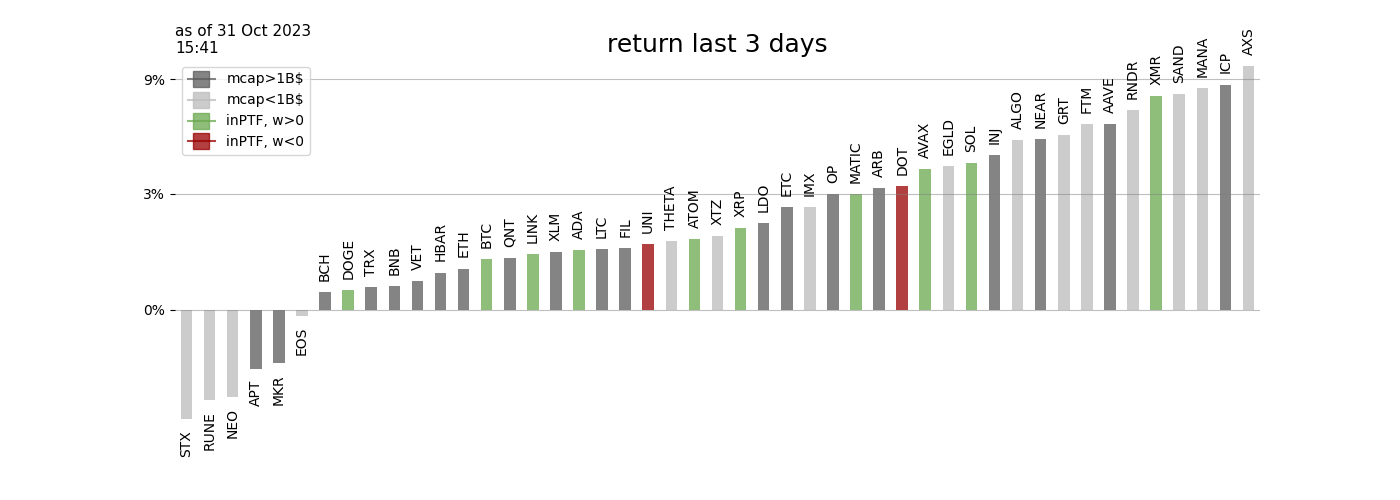 as of 31 Oct 2023
15:41
return last 3 days
mcap>1B$
mcap<1B$
inPTF, w>0
inPTF, w<0
9%
3%
0%
STX
RUNE
NEO
APT
MKR
EOS
BCH
DOGE
TRX
BNB
VET
HBAR
ETH
BTC
QNT
LINK
XLM
ADA
LTC
FIL
UNI
THETA
ATOM
XTZ
XRP
LDO
ETC
IMX
OP
MATIC
ARB
DOT
AVAX
EGLD
SOL
INJ
ALGO
NEAR
GRT
FTM
AAVE
RNDR
XMR
SAND
MANA
ICP
AXS